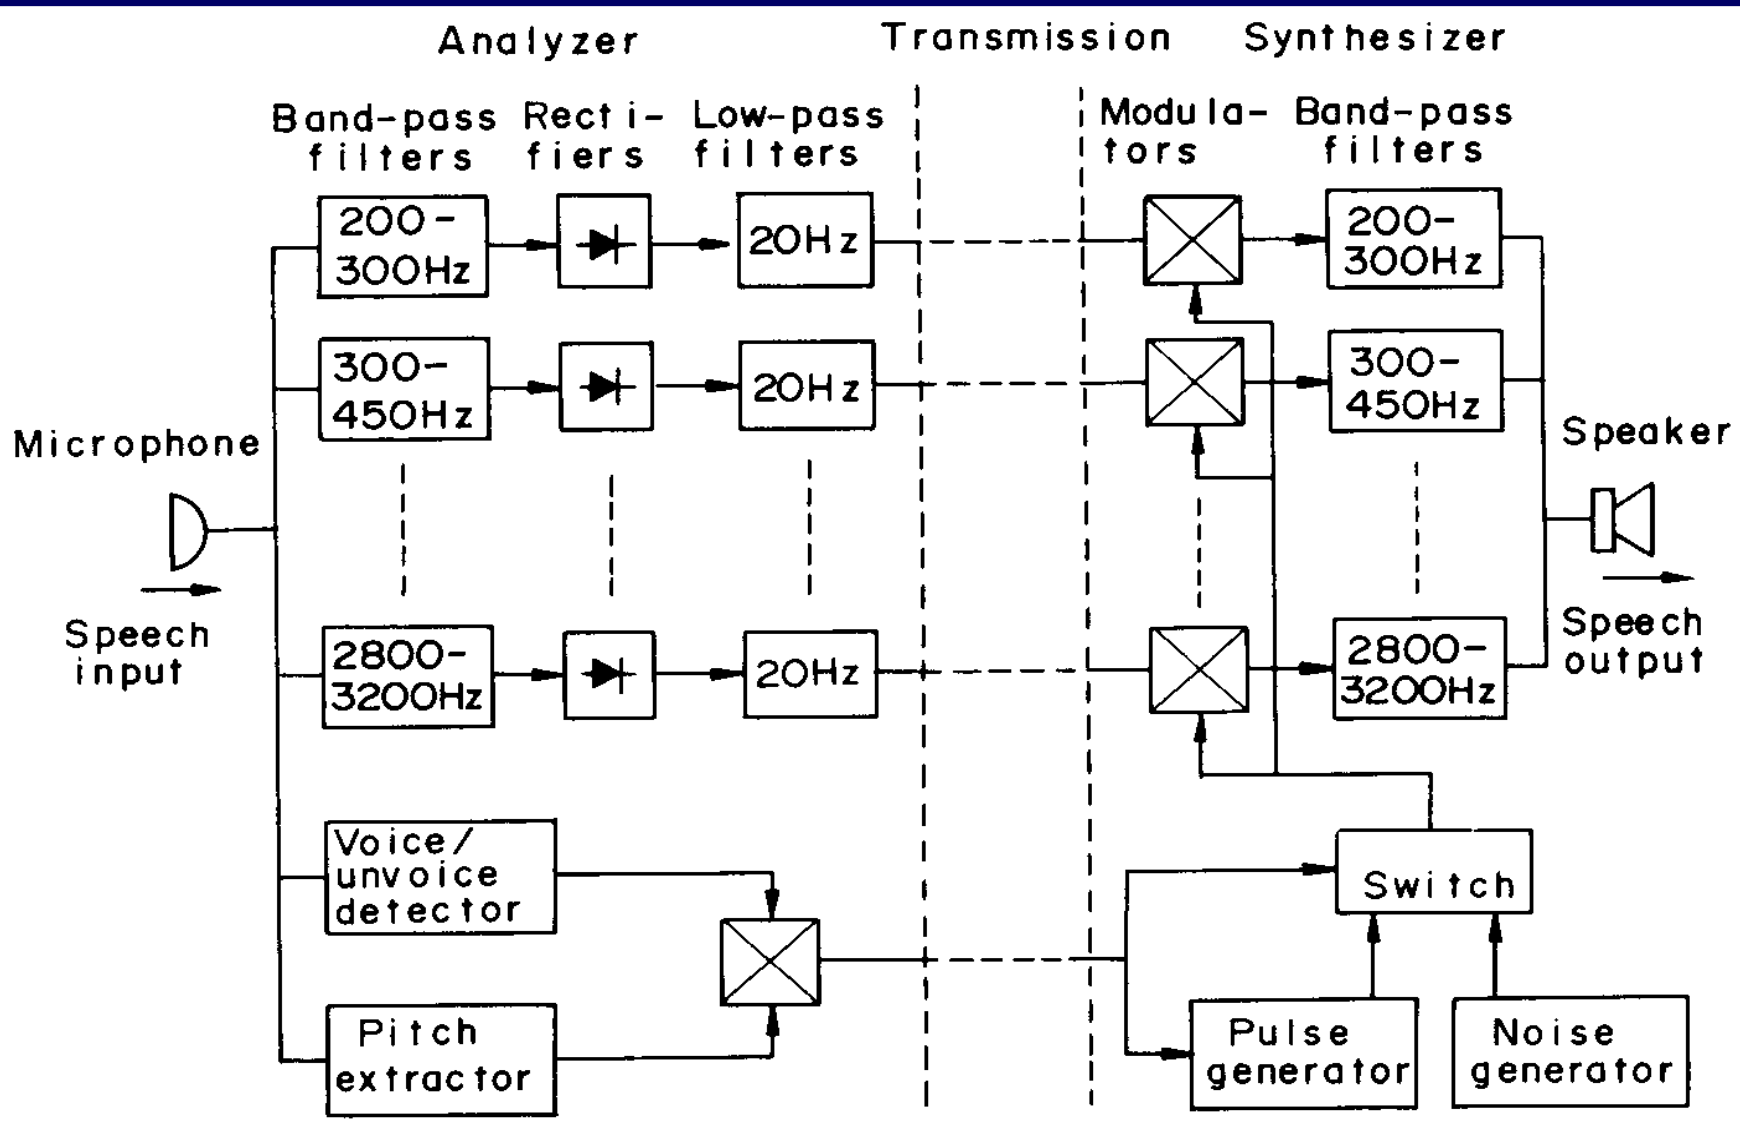 Analyzer
Transmission
Synthesizer
Band-pass
filters
Recti-
fiers
Low-pass
filters
Modula-
tors
Band-pass
filters
200-
300Hz
20Hz
200-
300Hz
300-
450Hz
20Hz
300-
450Hz
Microphone
Speaker
Speech
input
2800-
3200Hz
20Hz
2800-
3200Hz
Speech
output
Voice/
unvoice
detector
Switch
Pitch
extractor
Pulse
generator
Noise
generator